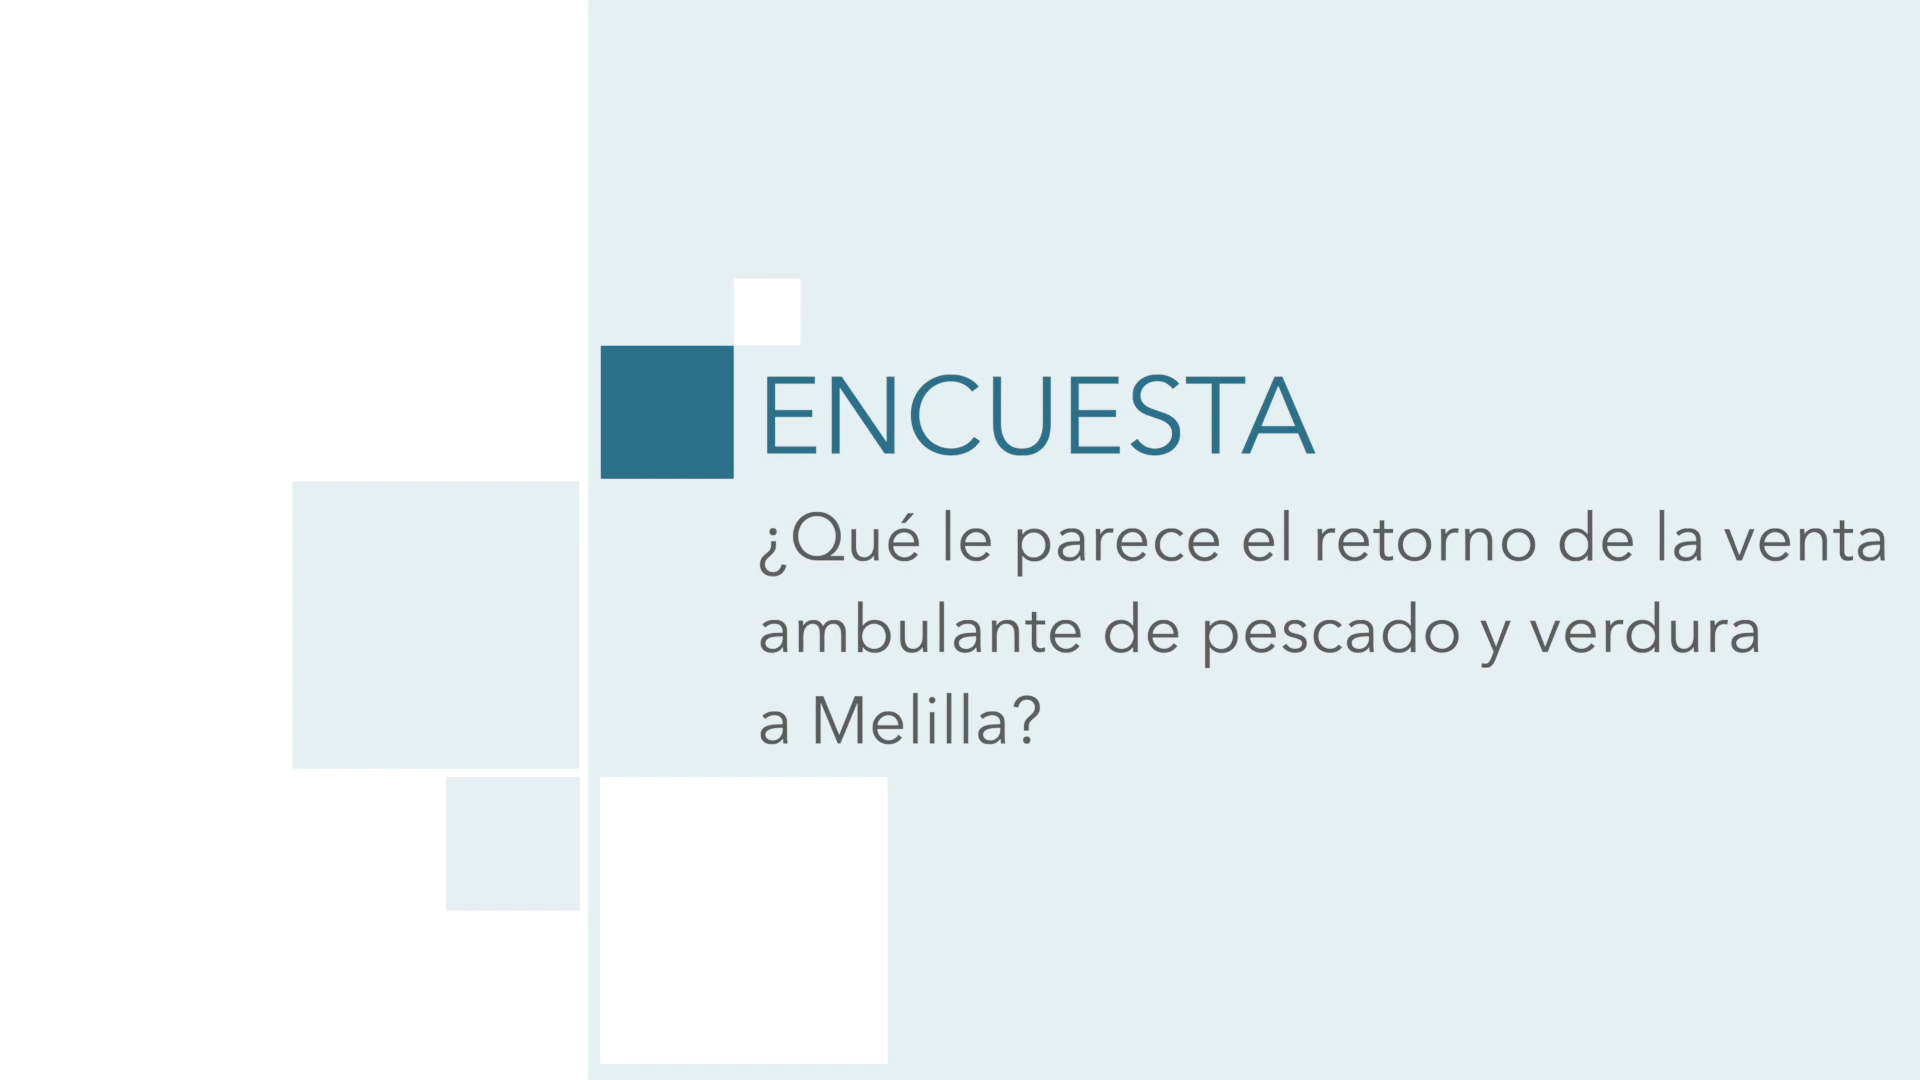 ENCUESTA
¿Qué le parece el retorno de la venta
ambulante de pescado y verdura
a Melilla?